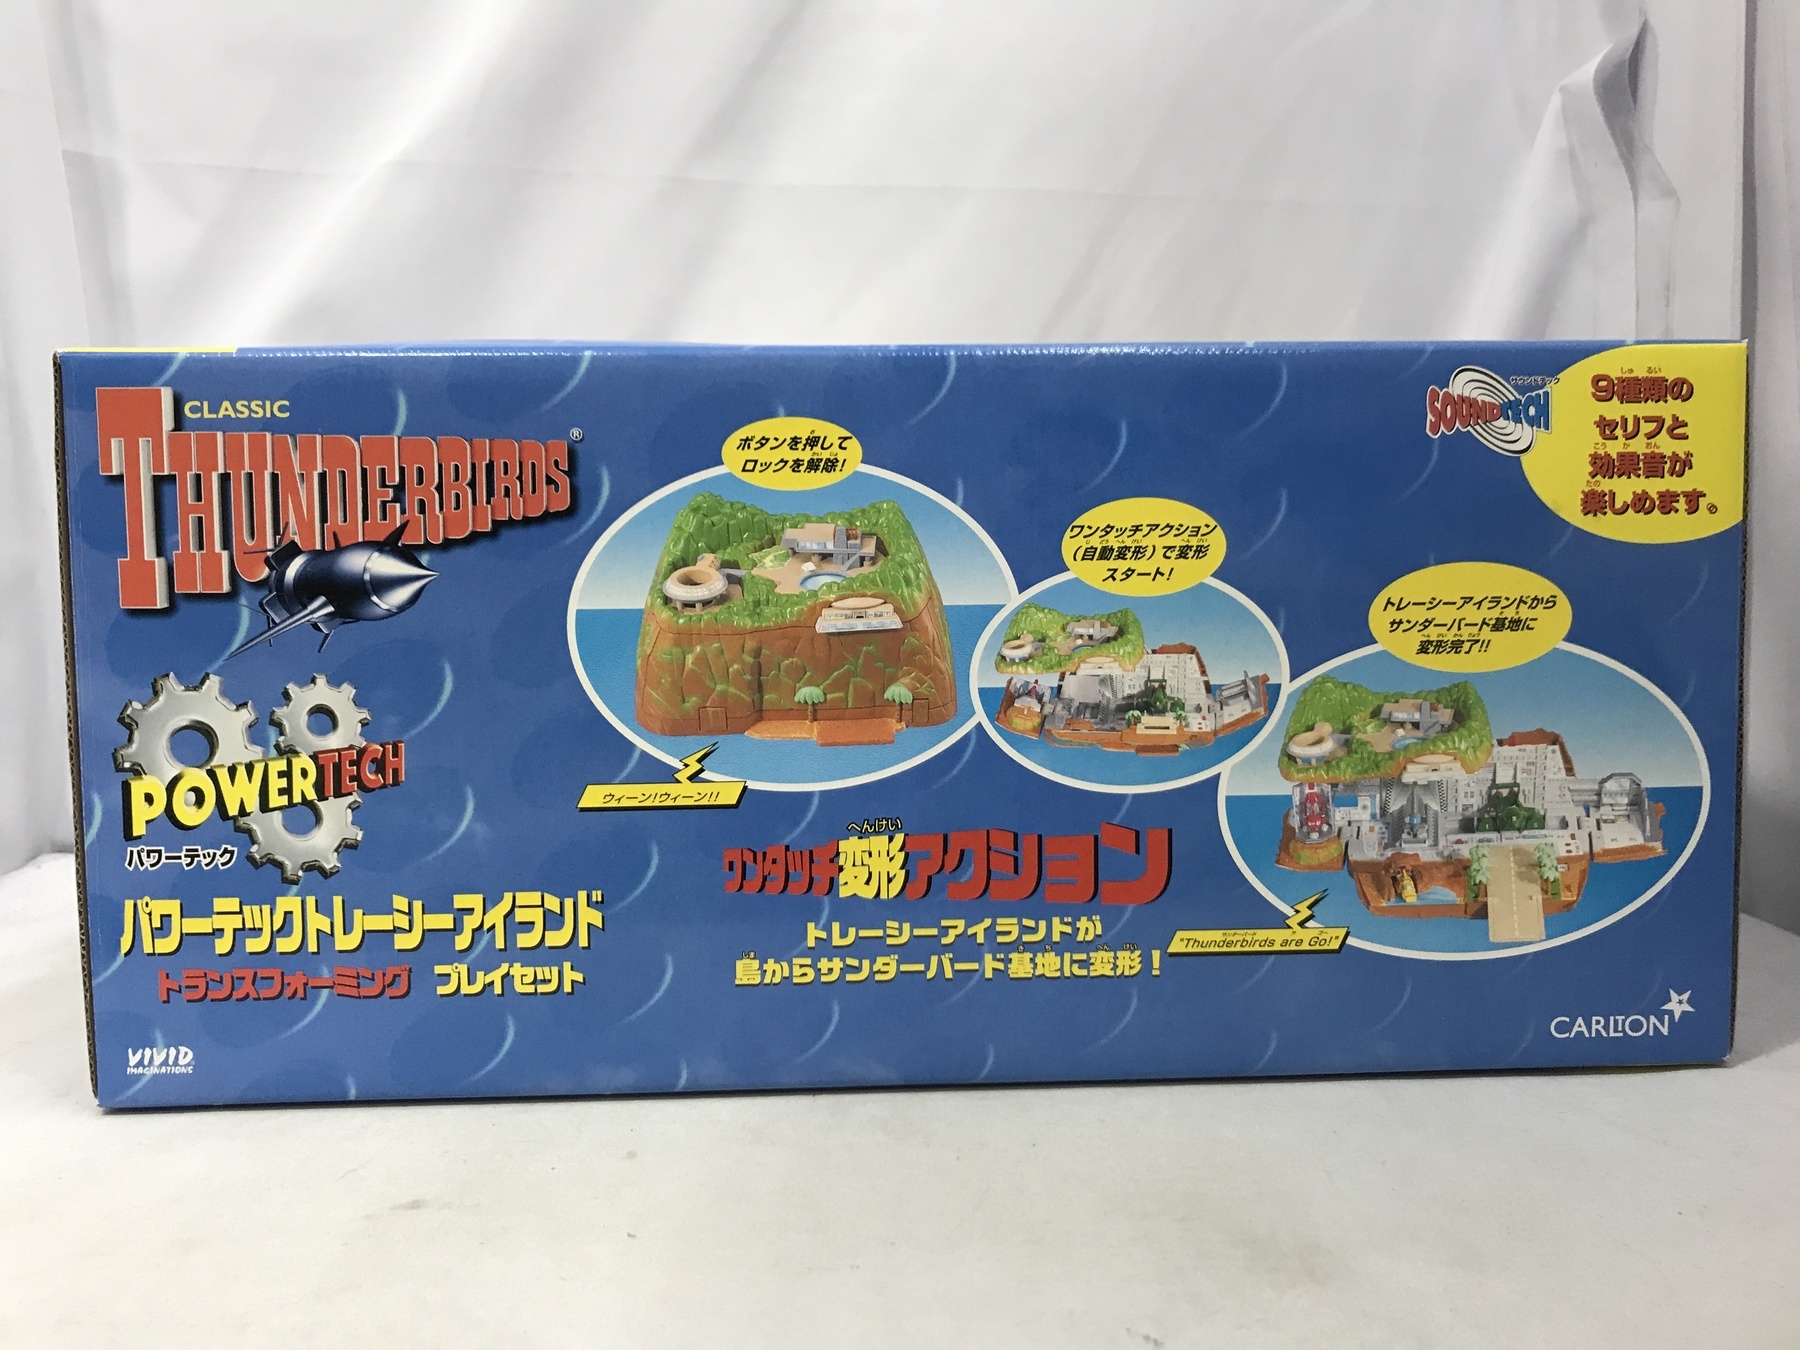 CLASSIC
THUNDERBIRDS®
POWERTECH
パワーテック
パワーテックトレーシーアイランド
トランスフォーミング プレイセット
VIVID
IMAGINATIONS
ボタンを押して
ロックを解除!
ウィーン!ウィーン!!
ワンタッチアクション
(自動変形)で変形
スタート!
トレーシーアイランドから
サンダーバード基地に
変形完了!!
"Thunderbirds are Go!"
へんけい
ワンタッチ変形アクション
トレーシーアイランドが
島からサンダーバード基地に変形!
サウンドテック
SOUNDTECH
9種類の
セリフと
効果音が
楽しめます。
CARLTON